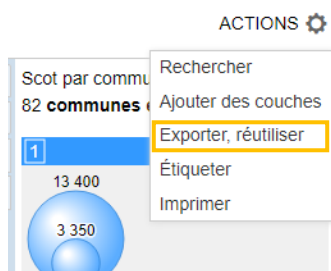 ACTIONS
Scot par commu
82 communes
1
13 400
3 350
Rechercher
Ajouter des couches
Exporter, réutiliser
Étiqueter
Imprimer